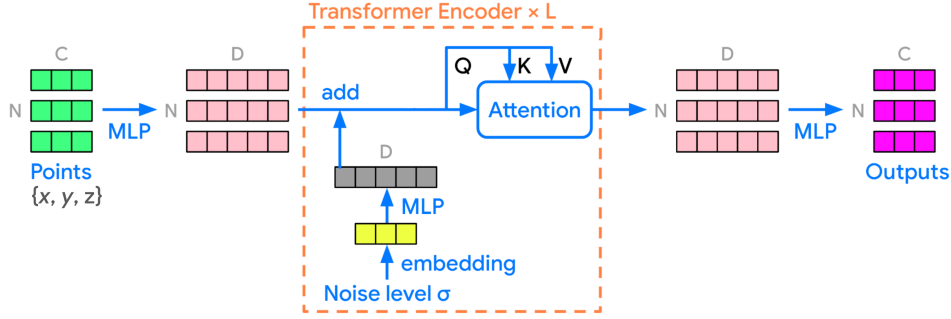 Transformer Encoder × L
C
D
N
MLP
N
Points
{x, y, z}
add
Q
K
V
Attention
D
MLP
embedding
Noise level σ
D
N
MLP
C
Outputs